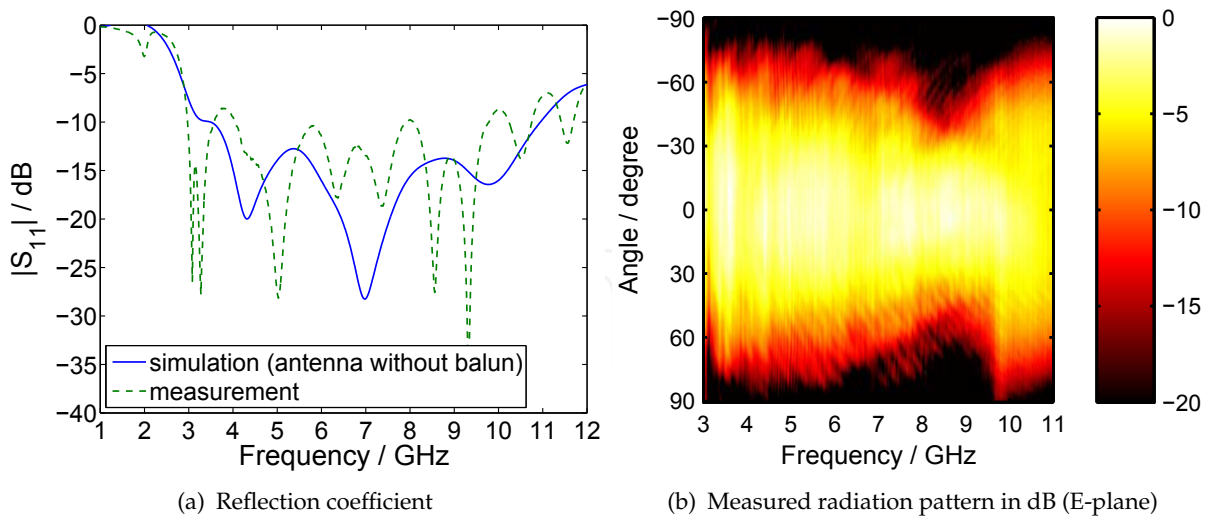 0
−5
−10
−15
−20
−25
−30
−35
−40
|S11| / dB
simulation (antenna without balun)
measurement
1 2 3 4 5 6 7 8 9 10 11 12
Frequency / GHz
(a) Reflection coefficient
−90
−60
−30
0
30
60
90
Angle / degree
3 4 5 6 7 8 9 10 11
Frequency / GHz
0
−5
−10
−15
−20
(b) Measured radiation pattern in dB (E-plane)